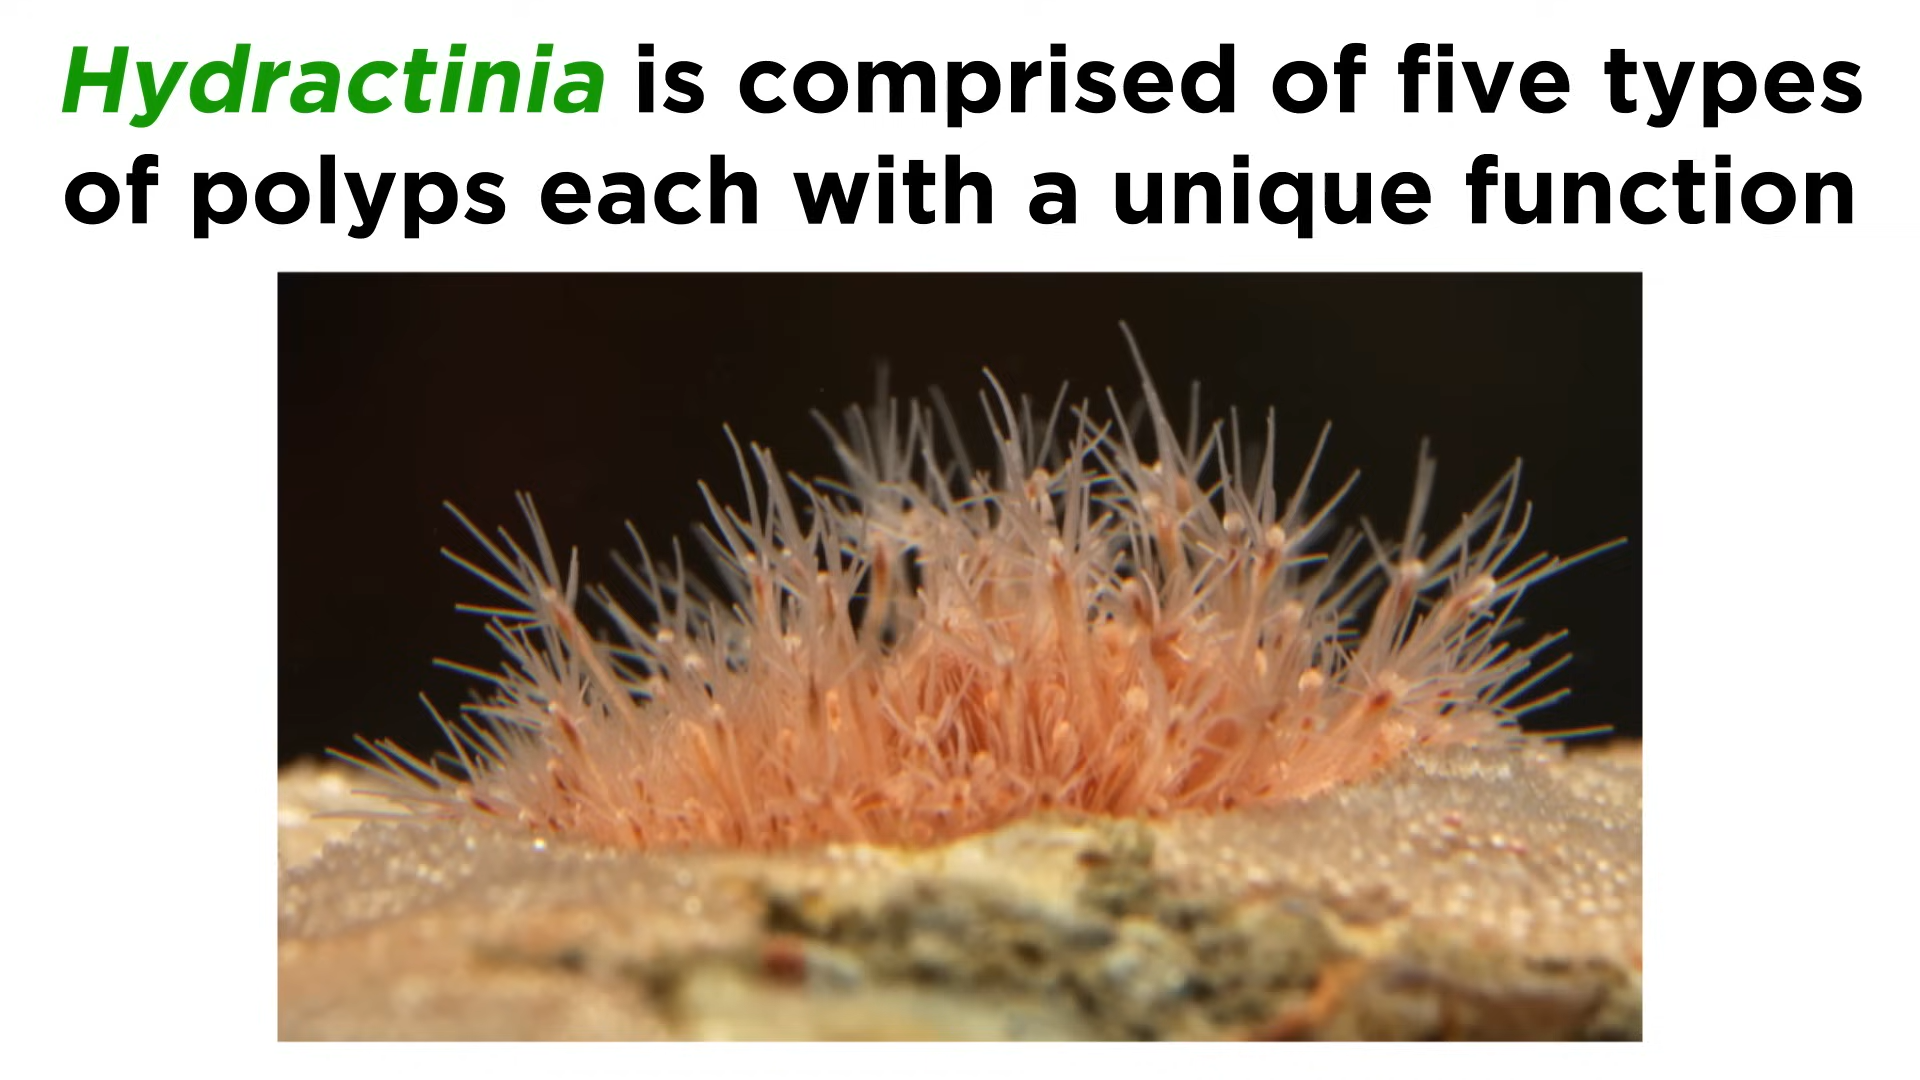 Hydractinia is comprised of five types
of polyps each with a unique function